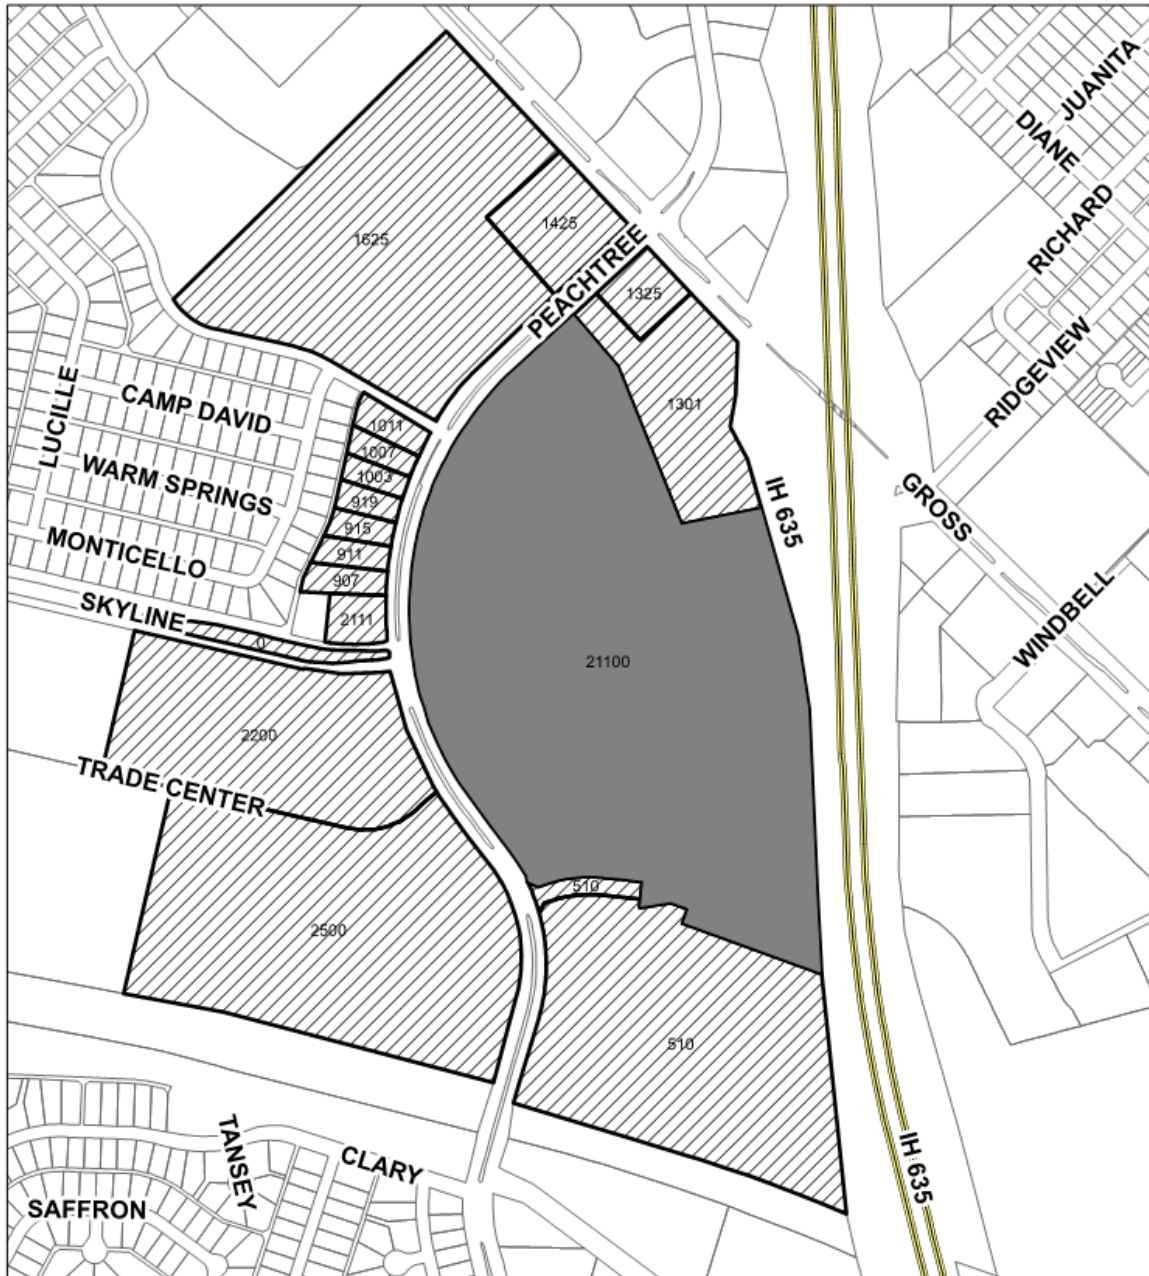 JUANITA
DIANE
RICHARD
1425
1625
PEACHTREE
1325
RIDGEVIEW
CAMP DAVID
LUCILLE
1301
1011
1007
WARM SPRINGS
1003
919
IH 635
GROSS
915
MONTICELLO
911
907
SKYLINE
2111
WINDBELL
0
21100
2200
TRADE CENTER
510
2500
510
TANSEY
CLARY
IH 635
SAFFRON